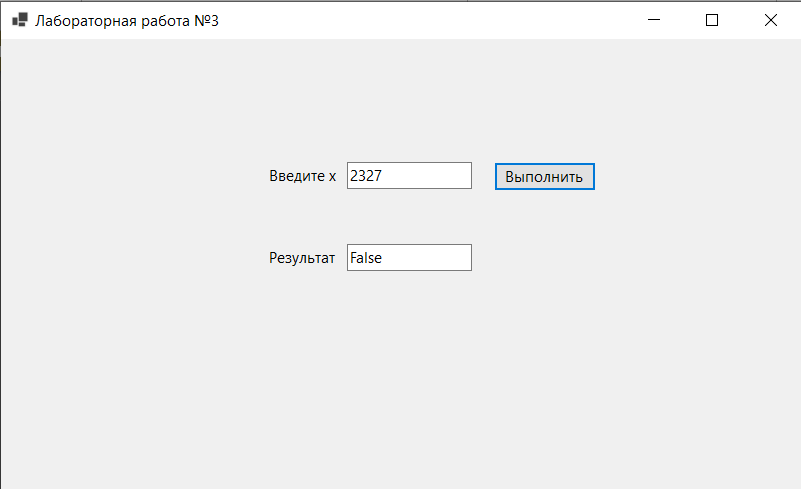 Лабораторная работа №3
Введите x 2327 Выполнить
Результат False